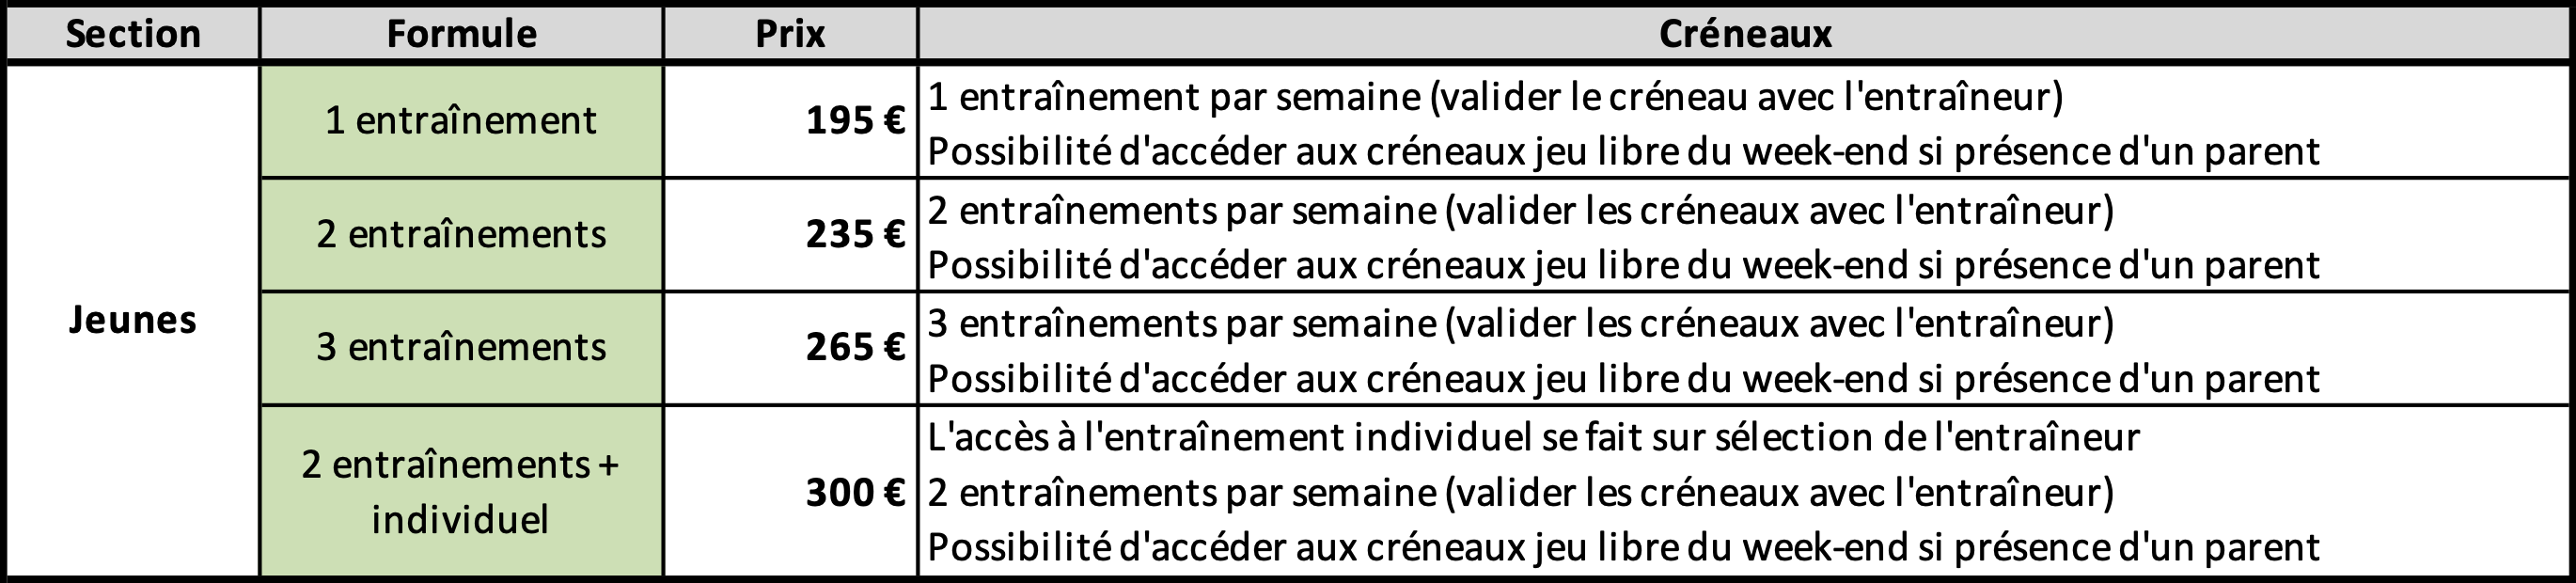 Section Formule Prix Créneaux
Jeunes
1 entraînement
195 €
1 entraînement par semaine (valider le créneau avec l'entraîneur)
Possibilité d'accéder aux créneaux jeu libre du week-end si présence d'un parent
2 entraînements
235 €
2 entraînements par semaine (valider les créneaux avec l'entraîneur)
Possibilité d'accéder aux créneaux jeu libre du week-end si présence d'un parent
3 entraînements
265 €
3 entraînements par semaine (valider les créneaux avec l'entraîneur)
Possibilité d'accéder aux créneaux jeu libre du week-end si présence d'un parent
2 entraînements +
individuel
300 €
L'accès à l'entraînement individuel se fait sur sélection de l'entraîneur
2 entraînements par semaine (valider les créneaux avec l'entraîneur)
Possibilité d'accéder aux créneaux jeu libre du week-end si présence d'un parent